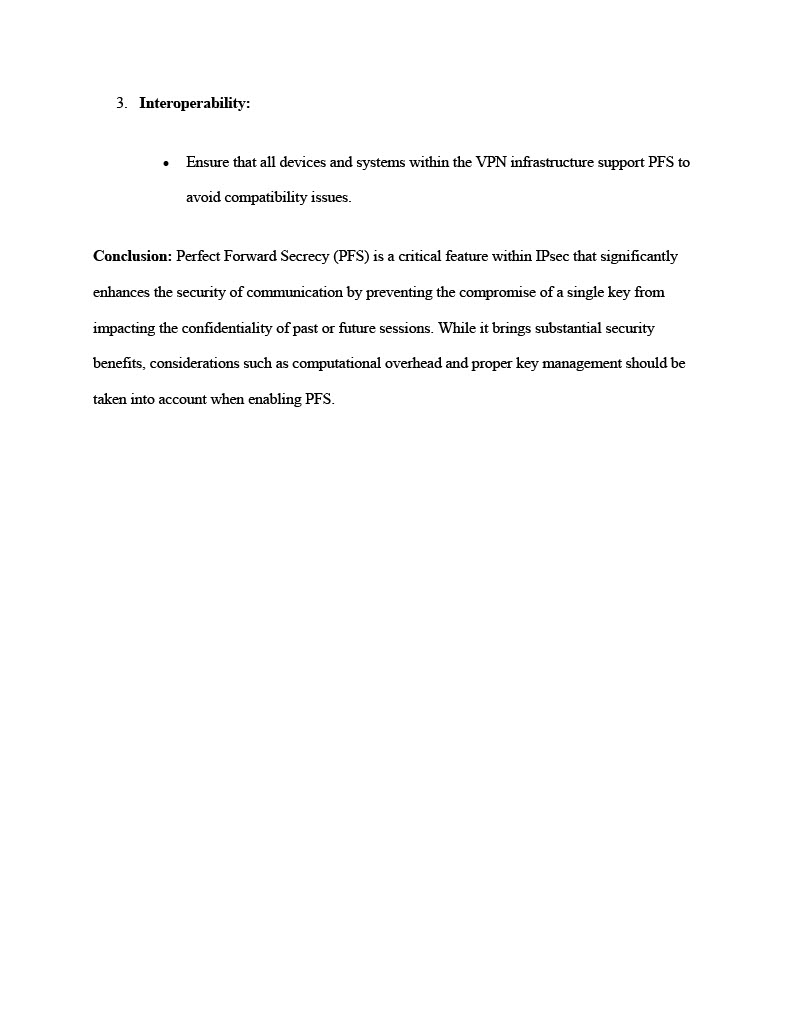 3. Interoperability:
• Ensure that all devices and systems within the VPN infrastructure support PFS to
avoid compatibility issues.
Conclusion: Perfect Forward Secrecy (PFS) is a critical feature within IPsec that significantly
enhances the security of communication by preventing the compromise of a single key from
impacting the confidentiality of past or future sessions. While it brings substantial security
benefits, considerations such as computational overhead and proper key management should be
taken into account when enabling PFS.